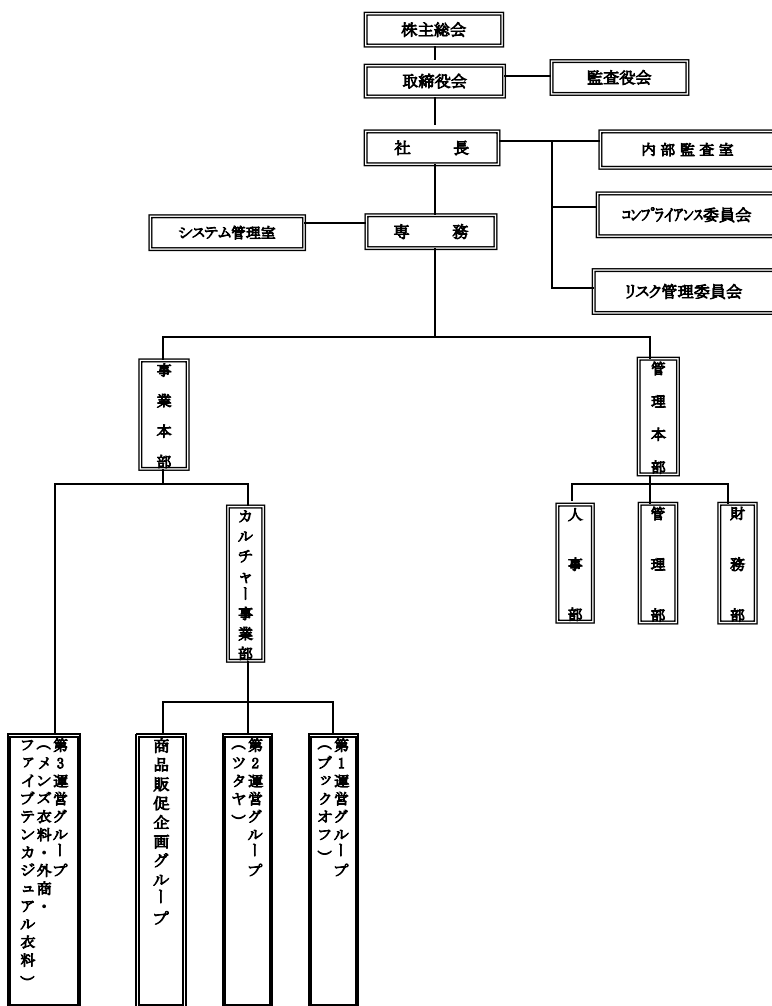 株主総会
取締役会
監査役会
社　長
内部監査室
コンプライアンス委員会
システム管理室
専　務
リスク管理委員会
事業本部
管理本部
カルチャー事業部
人事部
管理部
財務部
第３運営グループ
（メンズ衣料・外商・
ファイブテンカジュアル衣料）
商品販促企画グループ
第２運営グループ
（ツタヤ）
第１運営グループ
（ブックオフ）